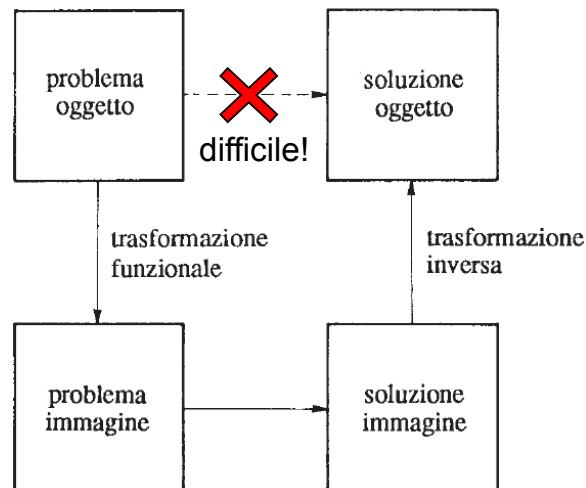 problema
oggetto
difficile!
soluzione
oggetto
trasformazione
funzionale
trasformazione
inversa
problema
immagine
soluzione
immagine